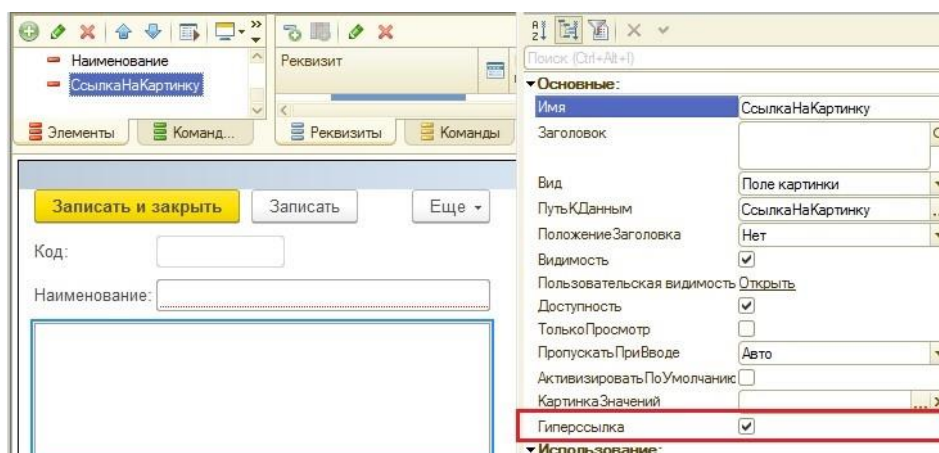 Наименование
СсылкаНаКартинку
Элементы
Команд...
Реквизит
Реквизиты
Команды
Записать и закрыть
Записать
Еще
Код:
Наименование:
Поиск (Ctrl+Alt+I)
Основные:
Имя СсылкаНаКартинку
Заголовок
Вид Поле картинки
ПутьКДанным СсылкаНаКартинку
ПоложениеЗаголовка Нет
Видимость
Пользовательская видимость Открыть
Доступность
ТолькоПросмотр
ПропускатьПриВводе Авто
АктивизироватьПоУмолчанию
КартинкаЗначений ...
Гиперссылка
Использование: